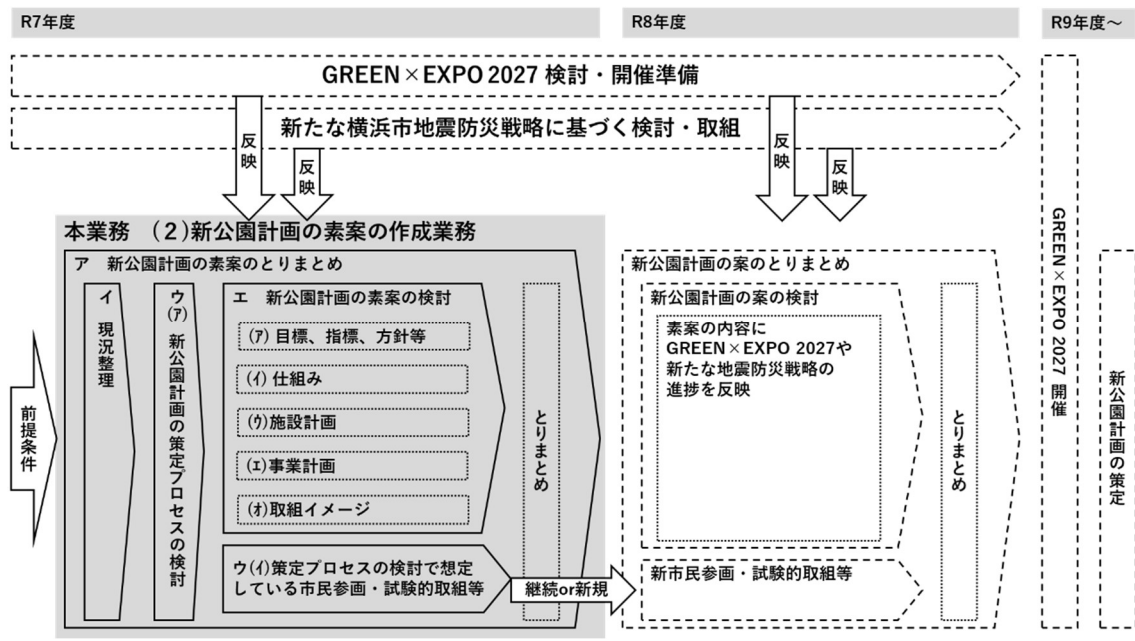 R7年度
R8年度
R9年度～
GREEN×EXPO 2027 検討・開催準備
新たな横浜市地震防災戦略に基づく検討・取組
反映
反映
反映
反映
本業務 （２）新公園計画の素案の作成業務
ア 新公園計画の素案のとりまとめ
前提条件
イ 現況整理
ウ(ｱ) 新公園計画の策定プロセスの検討
エ 新公園計画の素案の検討
(ｱ) 目標、指標、方針等
(ｲ) 仕組み
(ｳ)施設計画
(ｴ)事業計画
(ｵ)取組イメージ
ウ(ｲ)策定プロセスの検討で想定
している市民参画・試験的取組等
とりまとめ
継続or新規
新公園計画の案のとりまとめ
新公園計画の案の検討
素案の内容に
GREEN×EXPO 2027や
新たな地震防災戦略の
進捗を反映
新市民参画・試験的取組等
とりまとめ
GREEN×EXPO 2027 開催
新公園計画の策定